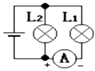 L₂ L₁
A
+ -